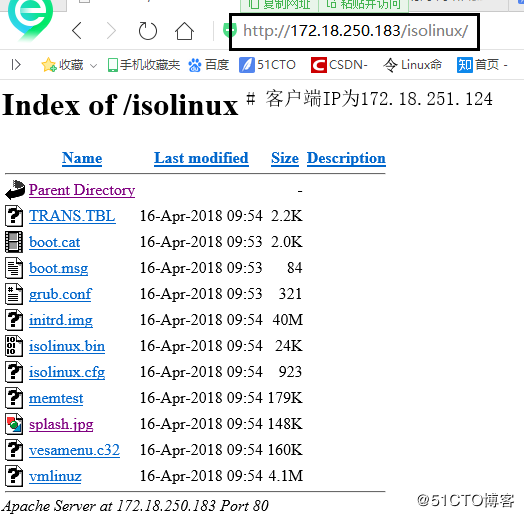 复制网址 粘贴并访问
http://172.18.250.183/isolinux/
收藏 手机收藏夹 百度 51CTO CSDN- Linux命 知 首页 -
Index of /isolinux # 客户端IP为172.18.251.124
Name Last modified Size Description
Parent Directory -
TRANS.TBL 16-Apr-2018 09:54 2.2K
boot.cat 16-Apr-2018 09:53 2.0K
boot.msg 16-Apr-2018 09:53 84
grub.conf 16-Apr-2018 09:53 321
initrd.img 16-Apr-2018 09:54 40M
isolinux.bin 16-Apr-2018 09:54 24K
isolinux.cfg 16-Apr-2018 09:54 923
memtest 16-Apr-2018 09:54 179K
splash.jpg 16-Apr-2018 09:54 148K
vesamenu.c32 16-Apr-2018 09:54 160K
vmlinuz 16-Apr-2018 09:54 4.1M
Apache Server at 172.18.250.183 Port 80
@51CTO博客